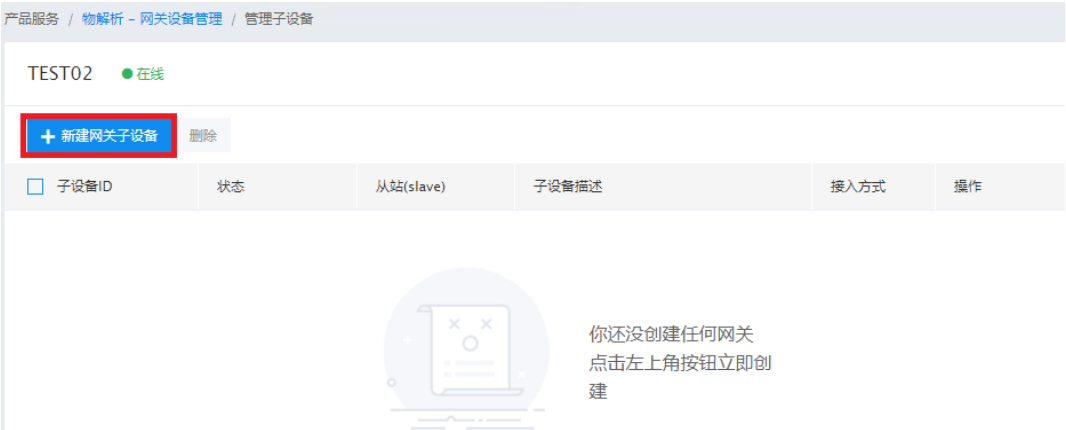 产品服务 / 物解析 – 网关设备管理 / 管理子设备
TEST02 在线
新建网关子设备 删除
子设备ID 状态 从站(slave) 子设备描述 接入方式 操作
你还没创建任何网关
点击左上角按钮立即创
建